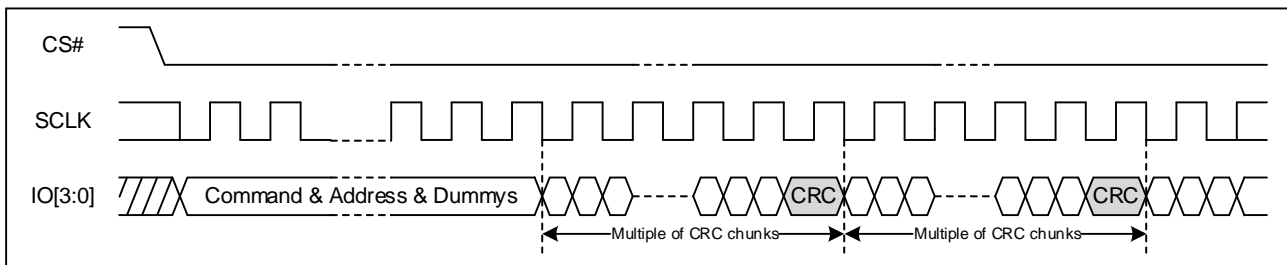 CS#
SCLK
IO[3:0]
Command & Address & Dummys
CRC
CRC
Multiple of CRC chunks
Multiple of CRC chunks